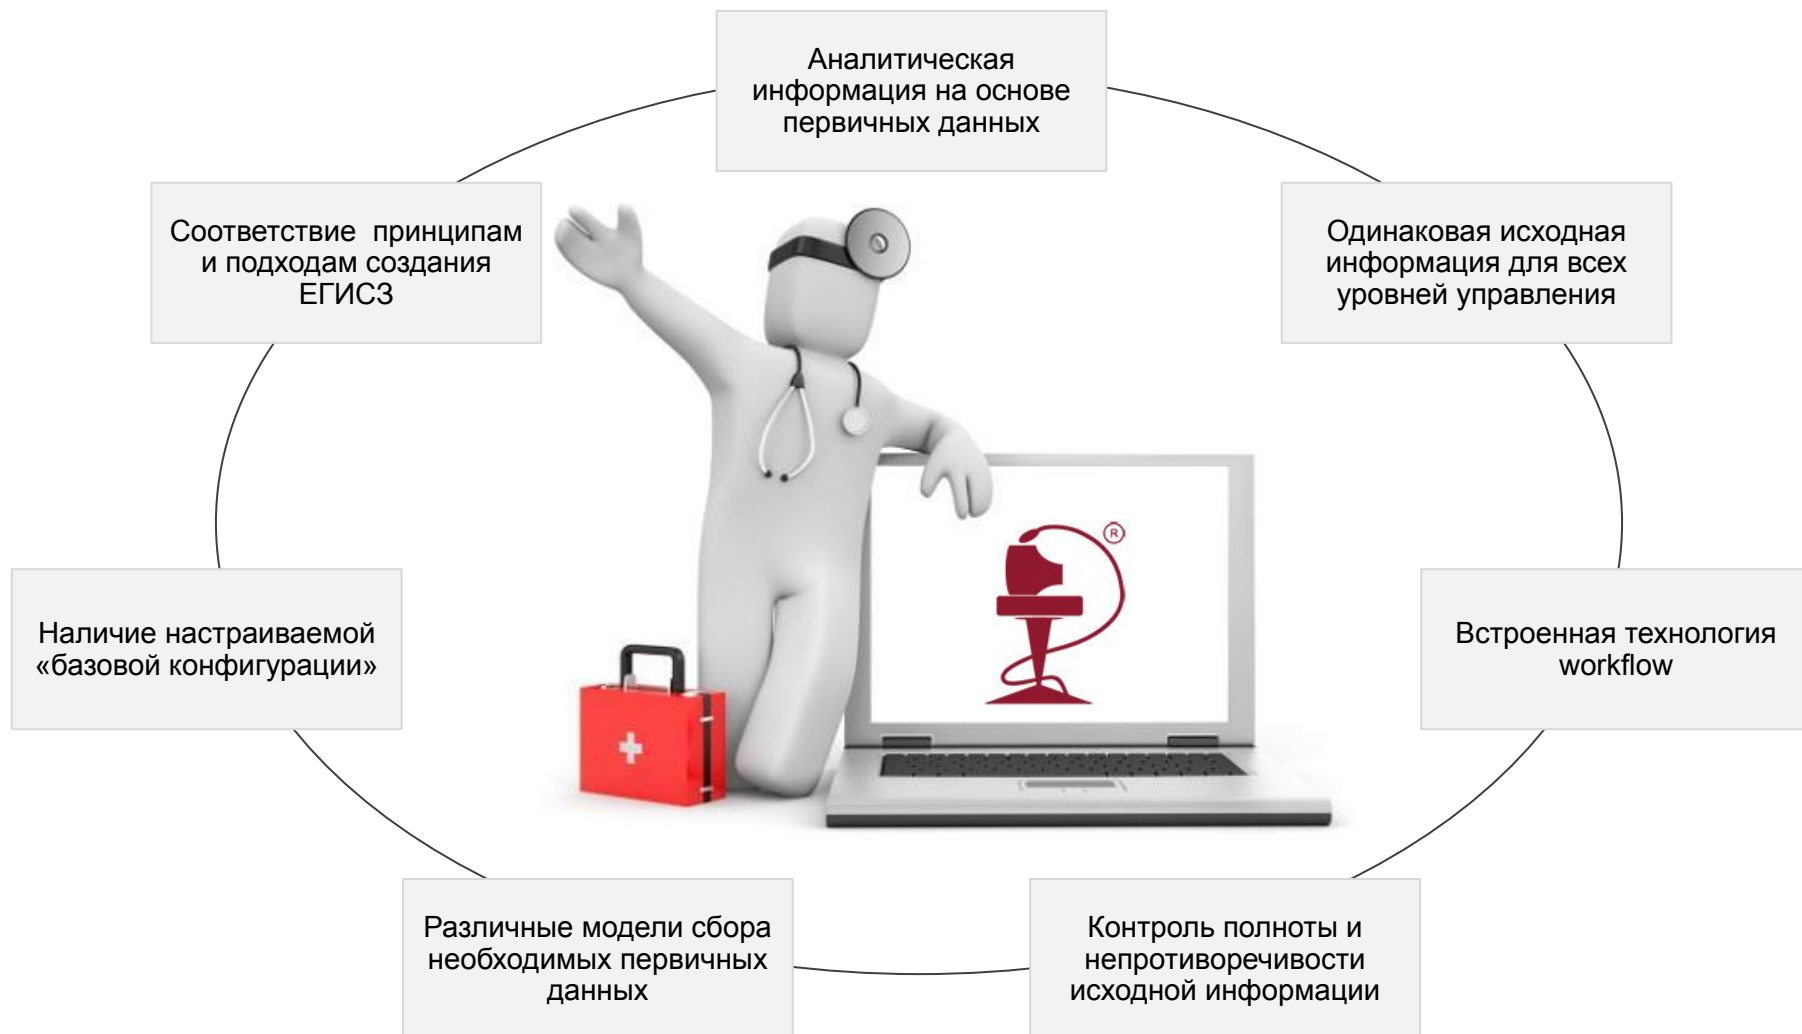 Аналитическая
информация на основе
первичных данных
Одинаковая исходная
информация для всех
уровней управления
Встроенная технология
workflow
Контроль полноты и
непротиворечивости
исходной информации
Различные модели сбора
необходимых первичных
данных
Наличие настраиваемой
«базовой конфигурации»
Соответствие принципам
и подходам создания
ЕГИСЗ
®